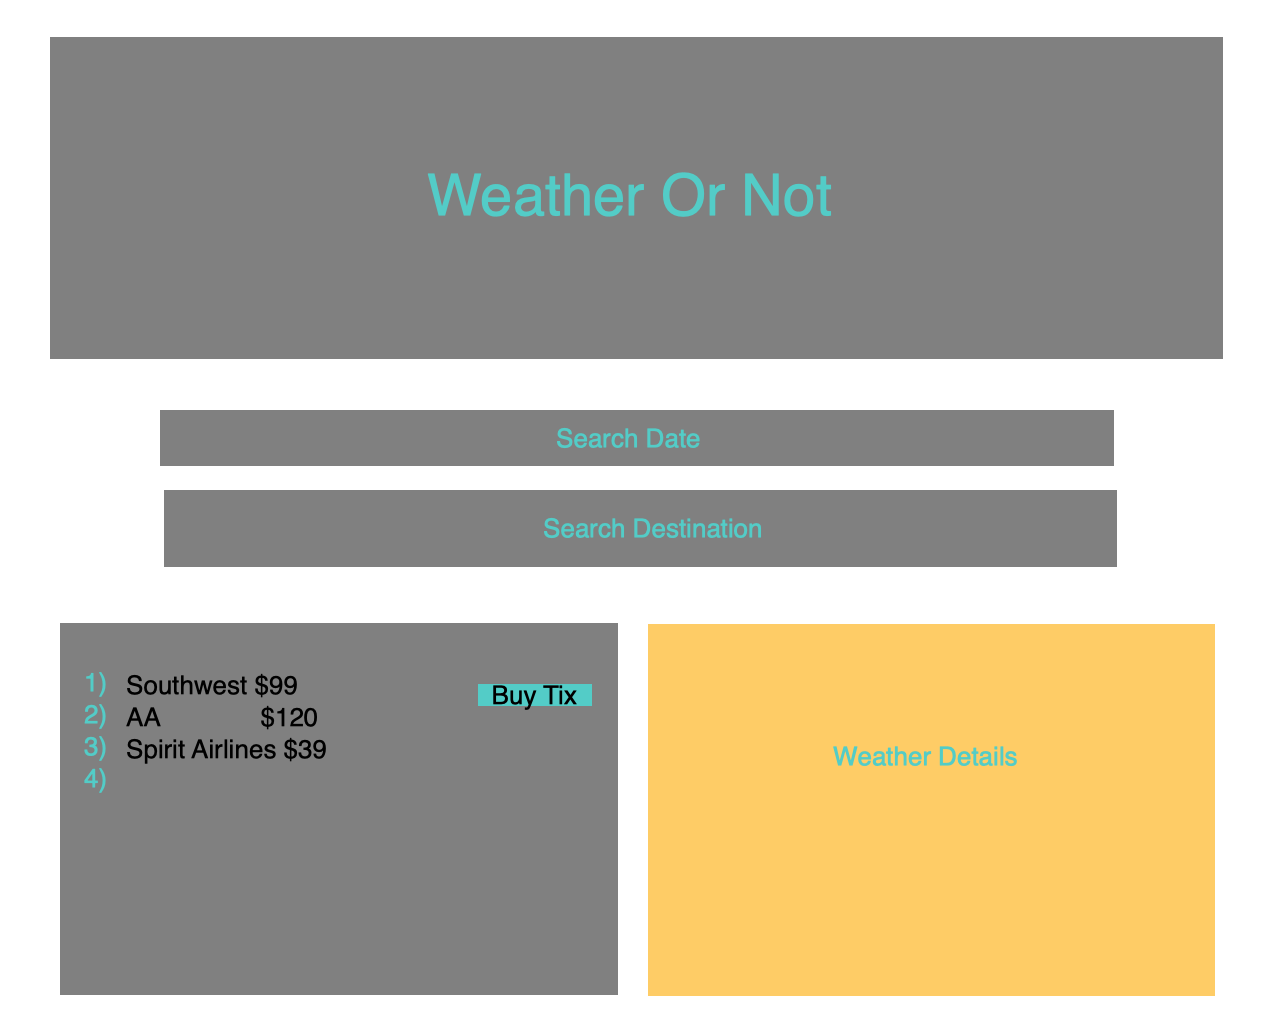 Weather Or Not
Search Date
Search Destination
1) Southwest $99 Buy Tix
2) AA $120
3) Spirit Airlines $39
4)
Weather Details